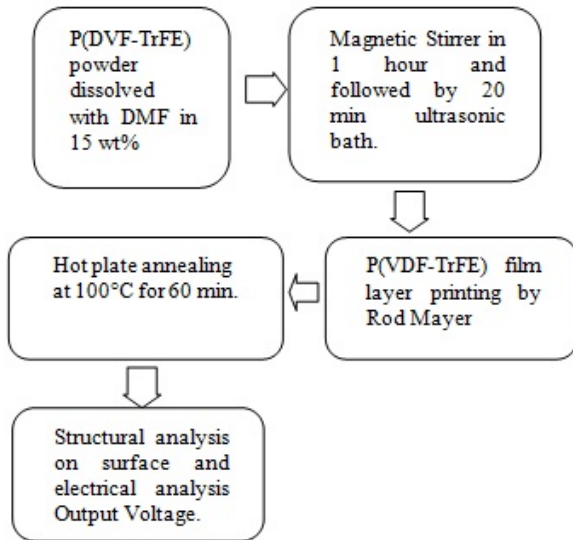 P(DVF-TrFE)
powder
dissolved
with DMF in
15 wt%
Magnetic Stirrer in
1 hour and
followed by 20
min ultrasonic
bath.
P(VDF-TrFE) film
layer printing by
Rod Mayer
Hot plate annealing
at 100°C for 60 min.
Structural analysis
on surface and
electrical analysis
Output Voltage.